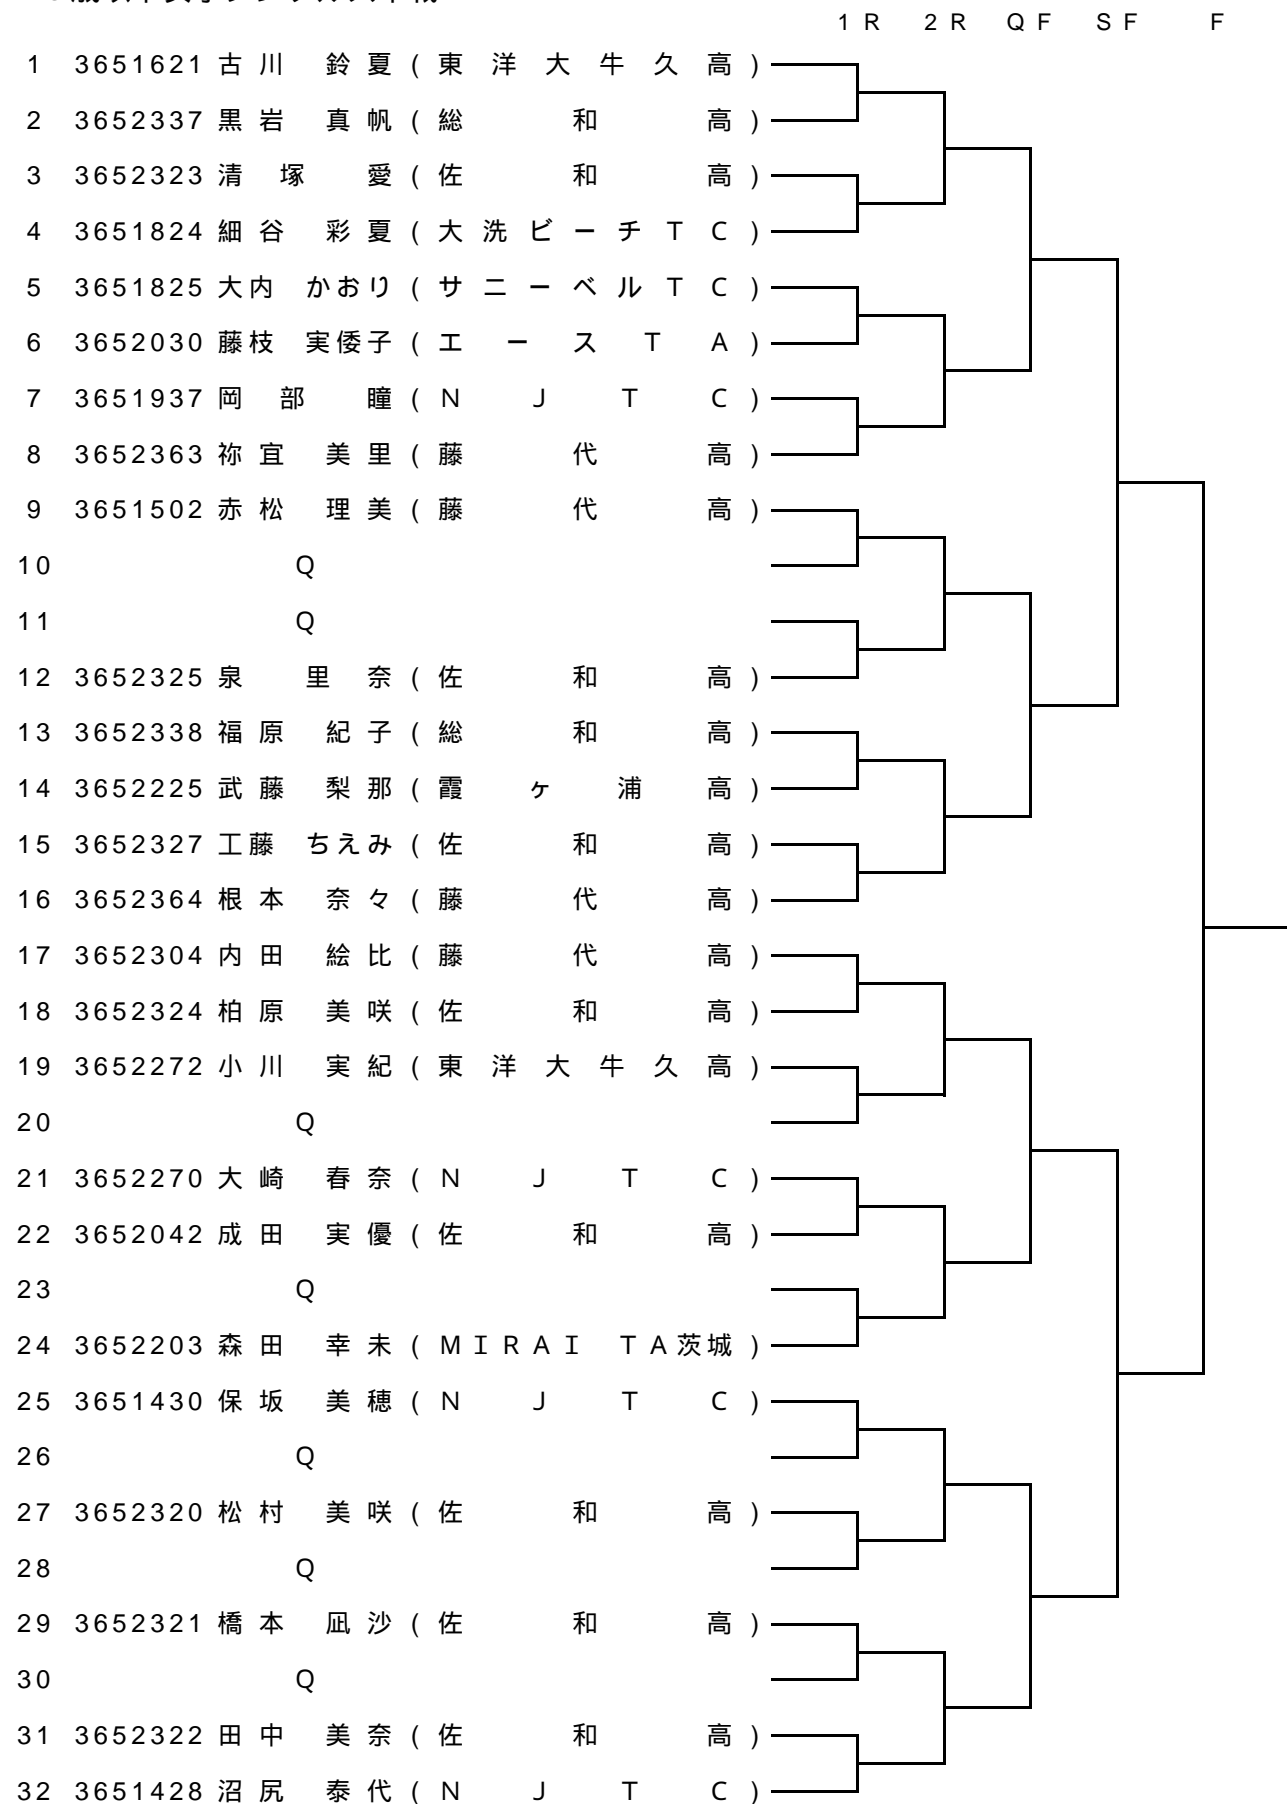 1R 2R QF SF F
1 3651621 古川 鈴夏 (東洋大牛久高)
2 3652337 黒岩 真帆 (総和高)
3 3652323 清塚 愛 (佐和高)
4 3651824 細谷 彩夏 (大洗ビーチTC)
5 3651825 大内 かおり (サニーベルTC)
6 3652030 藤枝 実倭子 (エースTA)
7 3651937 岡部 瞳 (NJTC)
8 3652363 祢宜 美里 (藤代高)
9 3651502 赤松 理美 (藤代高)
10 Q
11 Q
12 3652325 泉 里奈 (佐和高)
13 3652338 福原 紀子 (総和高)
14 3652225 武藤 梨那 (霞ヶ浦高)
15 3652327 工藤 ちえみ (佐和高)
16 3652364 根本 奈々 (藤代高)
17 3652304 内田 絵比 (藤代高)
18 3652324 柏原 美咲 (佐和高)
19 3652272 小川 実紀 (東洋大牛久高)
20 Q
21 3652270 大崎 春奈 (NJTC)
22 3652042 成田 実優 (佐和高)
23 Q
24 3652203 森田 幸未 (MIRAI TA茨城)
25 3651430 保坂 美穂 (NJTC)
26 Q
27 3652320 松村 美咲 (佐和高)
28 Q
29 3652321 橋本 凪沙 (佐和高)
30 Q
31 3652322 田中 美奈 (佐和高)
32 3651428 沼尻 泰代 (NJTC)